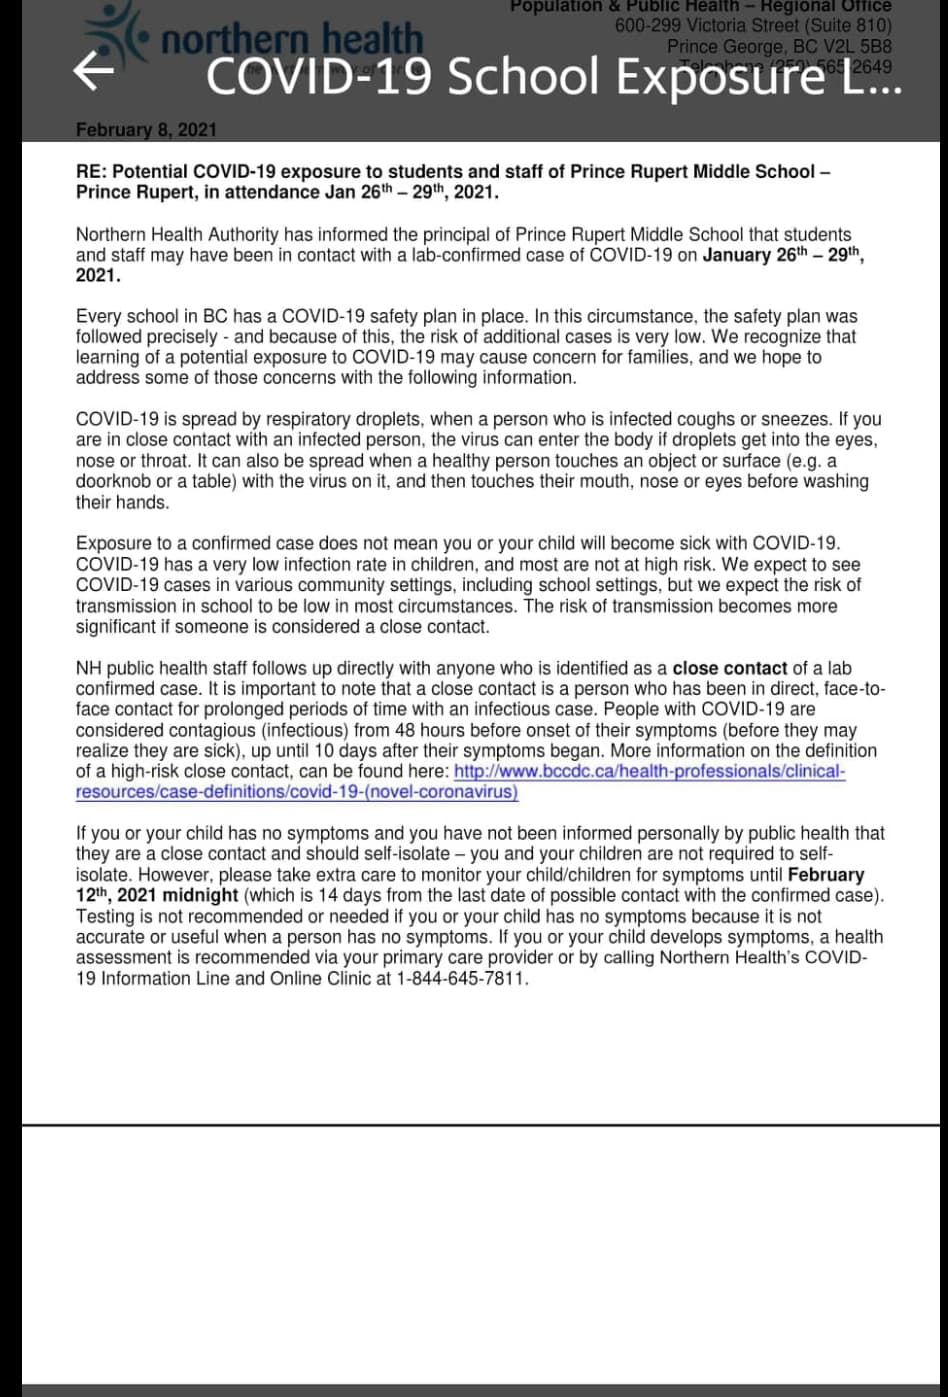 Population & Public Health – Regional Office
600-299 Victoria Street (Suite 810)
northern health
Prince George, BC V2L 5B8
Telephone (250) 565-2649
COVID-19 School Exposure L...
February 8, 2021
RE: Potential COVID-19 exposure to students and staff of Prince Rupert Middle School –
Prince Rupert, in attendance Jan 26th – 29th, 2021.
Northern Health Authority has informed the principal of Prince Rupert Middle School that students
and staff may have been in contact with a lab-confirmed case of COVID-19 on January 26th – 29th,
2021.
Every school in BC has a COVID-19 safety plan in place. In this circumstance, the safety plan was
followed precisely - and because of this, the risk of additional cases is very low. We recognize that
learning of a potential exposure to COVID-19 may cause concern for families, and we hope to
address some of those concerns with the following information.
COVID-19 is spread by respiratory droplets, when a person who is infected coughs or sneezes. If you
are in close contact with an infected person, the virus can enter the body if droplets get into the eyes,
nose or throat. It can also be spread when a healthy person touches an object or surface (e.g. a
doorknob or a table) with the virus on it, and then touches their mouth, nose or eyes before washing
their hands.
Exposure to a confirmed case does not mean you or your child will become sick with COVID-19.
COVID-19 has a very low infection rate in children, and most are not at high risk. We expect to see
COVID-19 cases in various community settings, including school settings, but we expect the risk of
transmission in school to be low in most circumstances. The risk of transmission becomes more
significant if someone is considered a close contact.
NH public health staff follows up directly with anyone who is identified as a close contact of a lab
confirmed case. It is important to note that a close contact is a person who has been in direct, face-to-
face contact for prolonged periods of time with an infectious case. People with COVID-19 are
considered contagious (infectious) from 48 hours before onset of their symptoms (before they may
realize they are sick), up until 10 days after their symptoms began. More information on the definition
of a high-risk close contact, can be found here: http://www.bccdc.ca/health-professionals/clinical-
resources/case-definitions/covid-19-(novel-coronavirus)
If you or your child has no symptoms and you have not been informed personally by public health that
they are a close contact and should self-isolate – you and your children are not required to self-
isolate. However, please take extra care to monitor your child/children for symptoms until February
12th, 2021 midnight (which is 14 days from the last date of possible contact with the confirmed case).
Testing is not recommended or needed if you or your child has no symptoms because it is not
accurate or useful when a person has no symptoms. If you or your child develops symptoms, a health
assessment is recommended via your primary care provider or by calling Northern Health's COVID-
19 Information Line and Online Clinic at 1-844-645-7811.